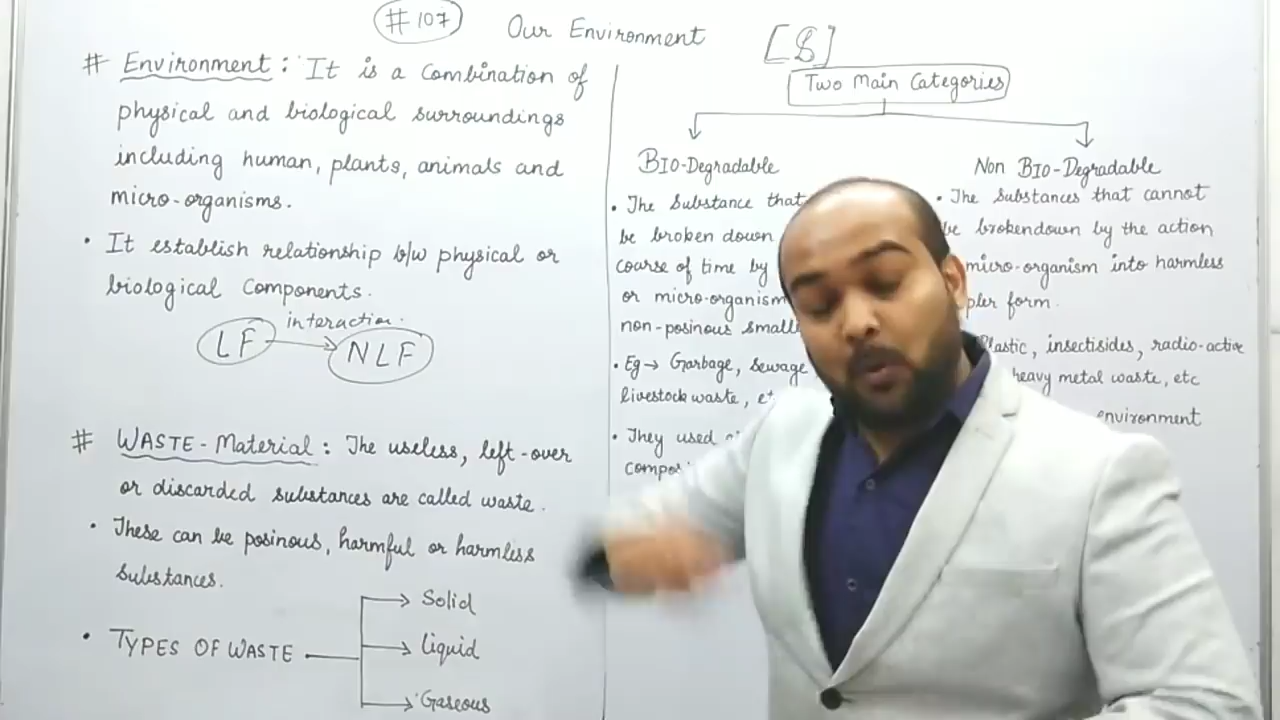 # 107
Our Environment
# Environment : It is a combination of
physical and biological surroundings
including human, plants, animals and
micro-organisms.
• It establish relationship b/w physical or
biological components.
interaction.
LF → NLF
# WASTE-Material : The useless, left-over
or discarded substances are called waste.
• These can be posinous, harmful or harmless
substances.
• TYPES OF WASTE
→ Solid
→ liquid
→ Gaseous
Two Main Categories
BIO-Degradable
• The substance that
be broken down
course of time by
or micro-organism
non-posinous small
• Eg → Garbage, sewage
livestock waste,
• They used
Non BIO-Degradable
• The substances that cannot
be brokendown by the action
micro-organism into harmless
form.
Plastic, insectisides, radio-active
heavy metal waste, etc
environment